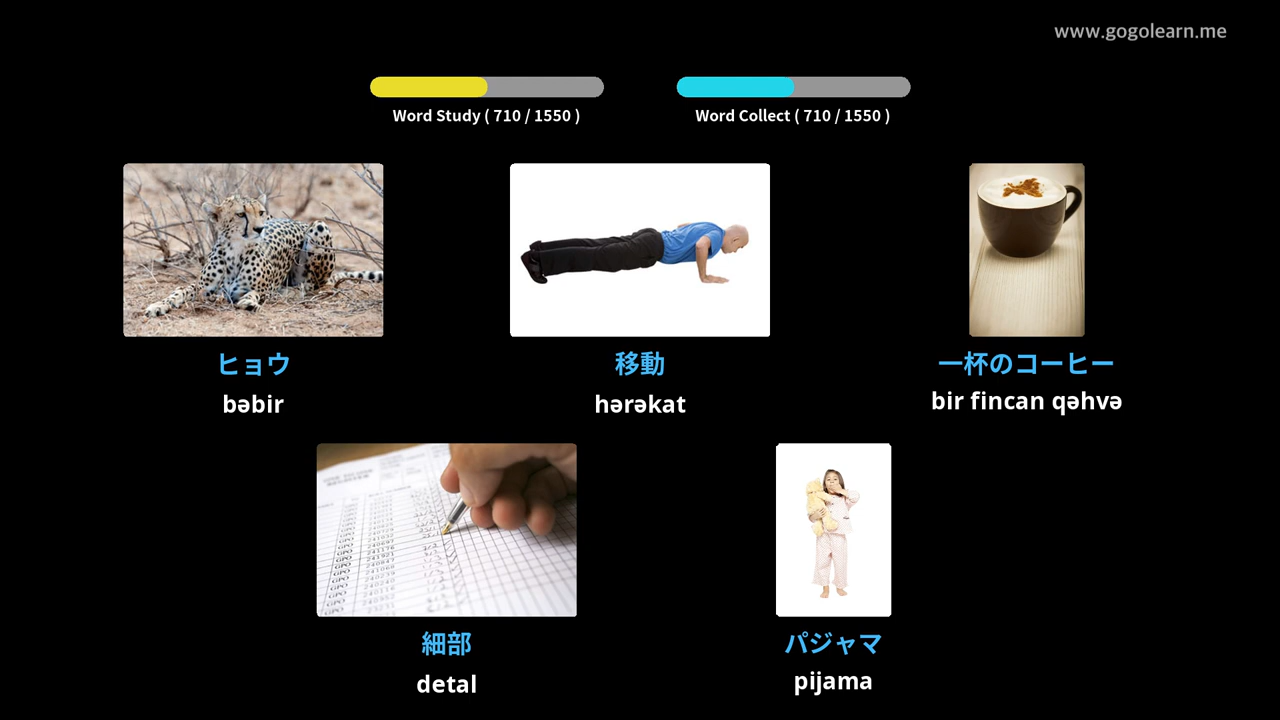 www.gogolearn.me
Word Study ( 710 / 1550 )
Word Collect ( 710 / 1550 )
ヒョウ
bəbir
移動
hərəkat
一杯のコーヒー
bir fincan qəhvə
細部
detal
パジャマ
pijama